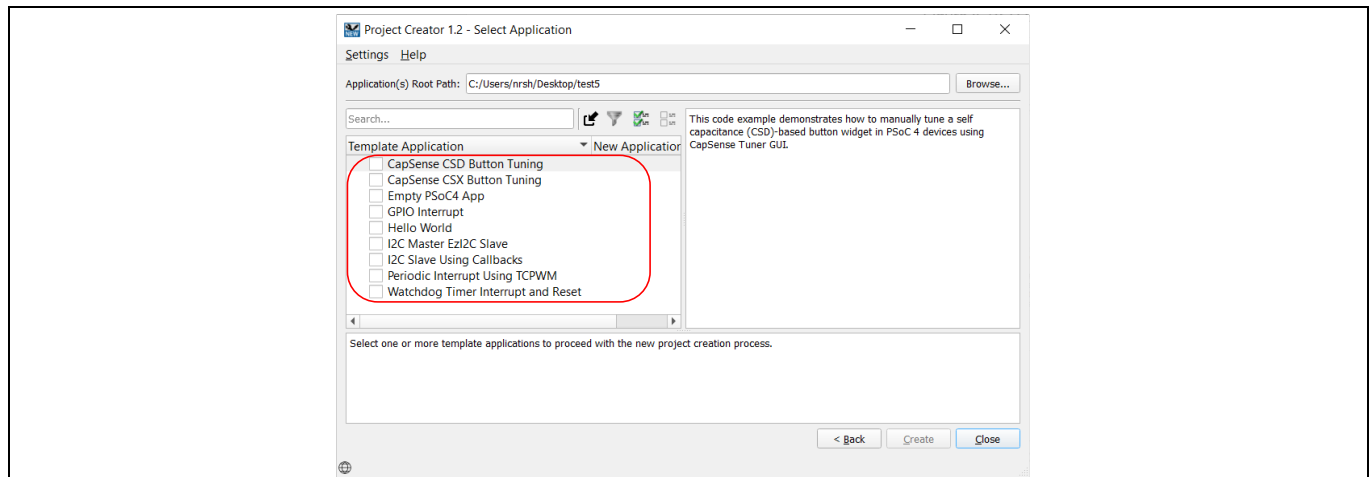 Project Creator 1.2 - Select Application
Settings Help
Application(s) Root Path: C:/Users/nrsh/Desktop/test5 Browse...
Search...
Template Application New Application
CapSense CSD Button Tuning
CapSense CSX Button Tuning
Empty PSoC4 App
GPIO Interrupt
Hello World
I2C Master EzI2C Slave
I2C Slave Using Callbacks
Periodic Interrupt Using TCPWM
Watchdog Timer Interrupt and Reset
This code example demonstrates how to manually tune a self
capacitance (CSD)-based button widget in PSoC 4 devices using
CapSense Tuner GUI.
Select one or more template applications to proceed with the new project creation process.
< Back Create Close